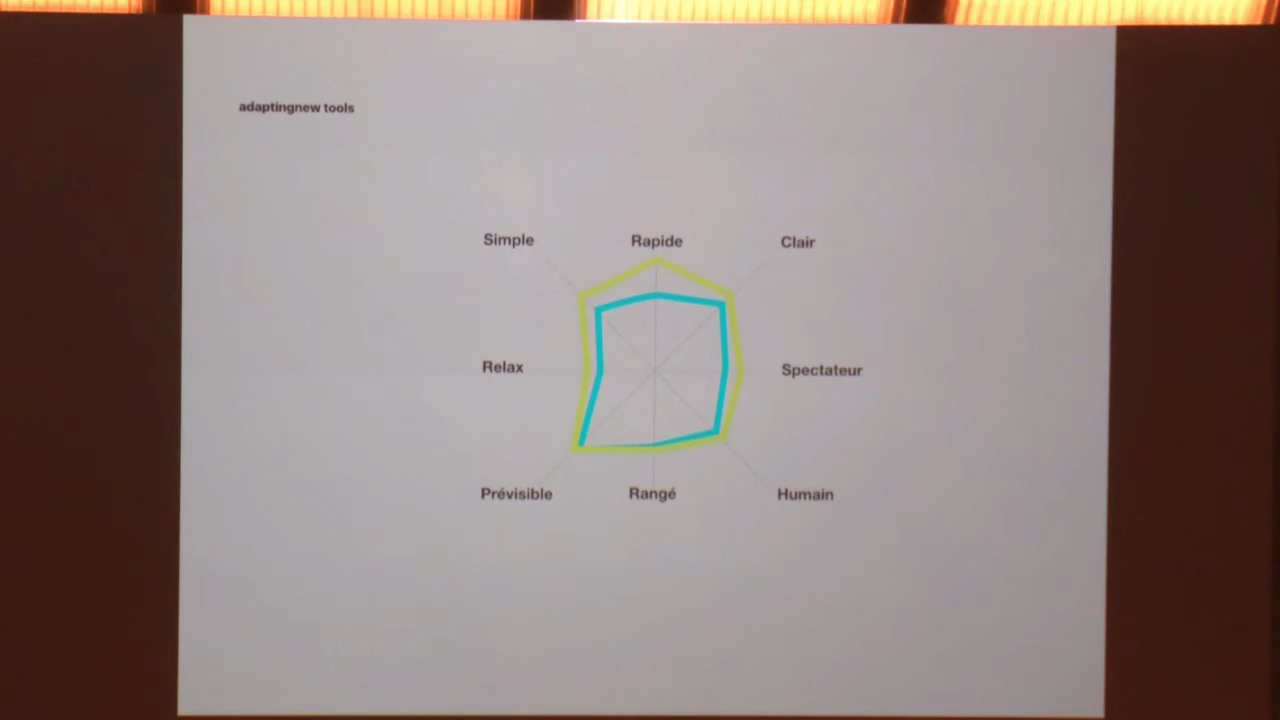 adaptingnew tools
Simple
Rapide
Clair
Relax
Spectateur
Prévisible
Rangé
Humain